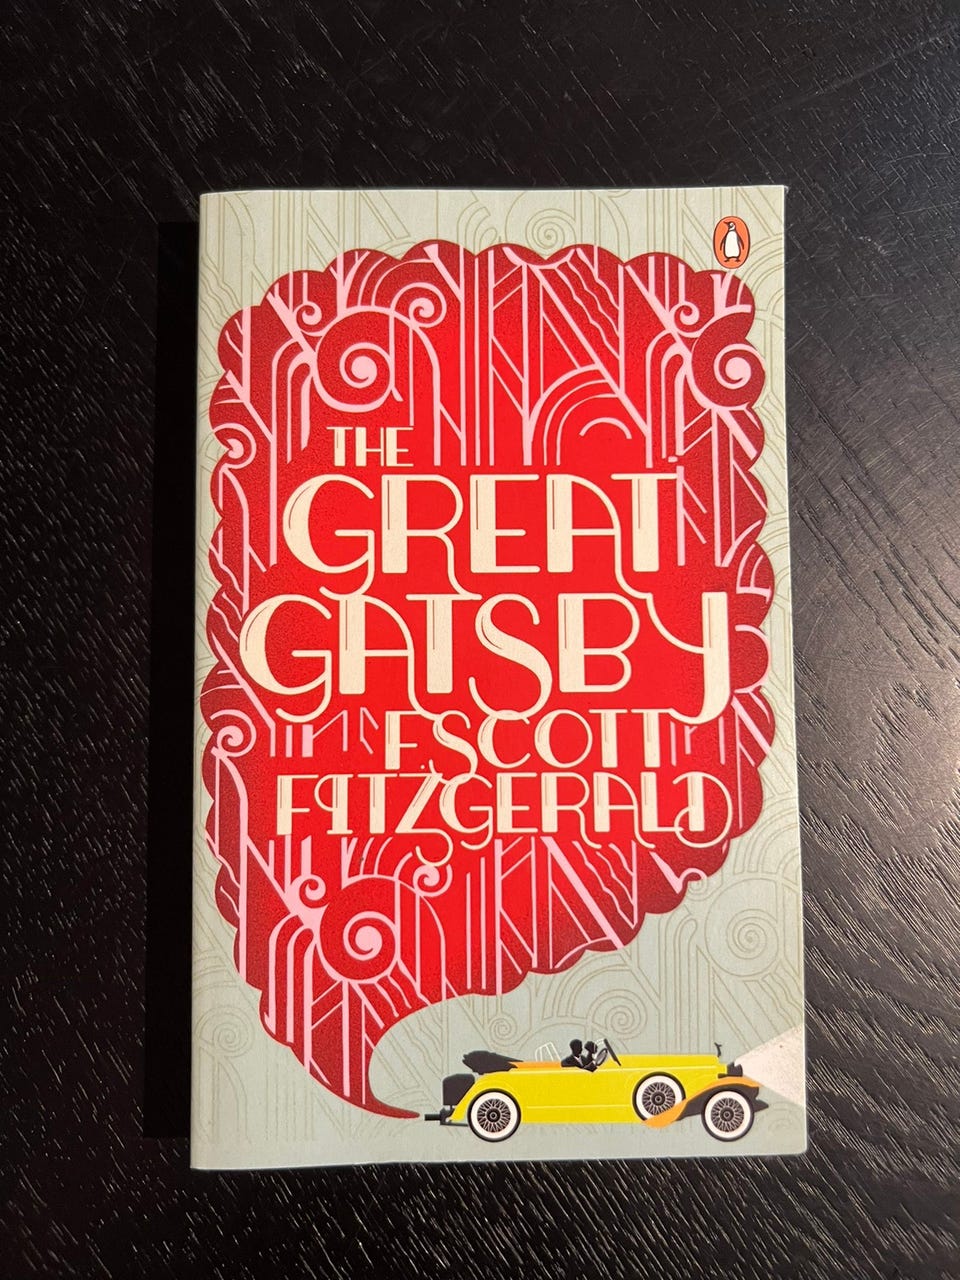 THE
GREAT
GATSBY
F. SCOTT
FITZGERALD